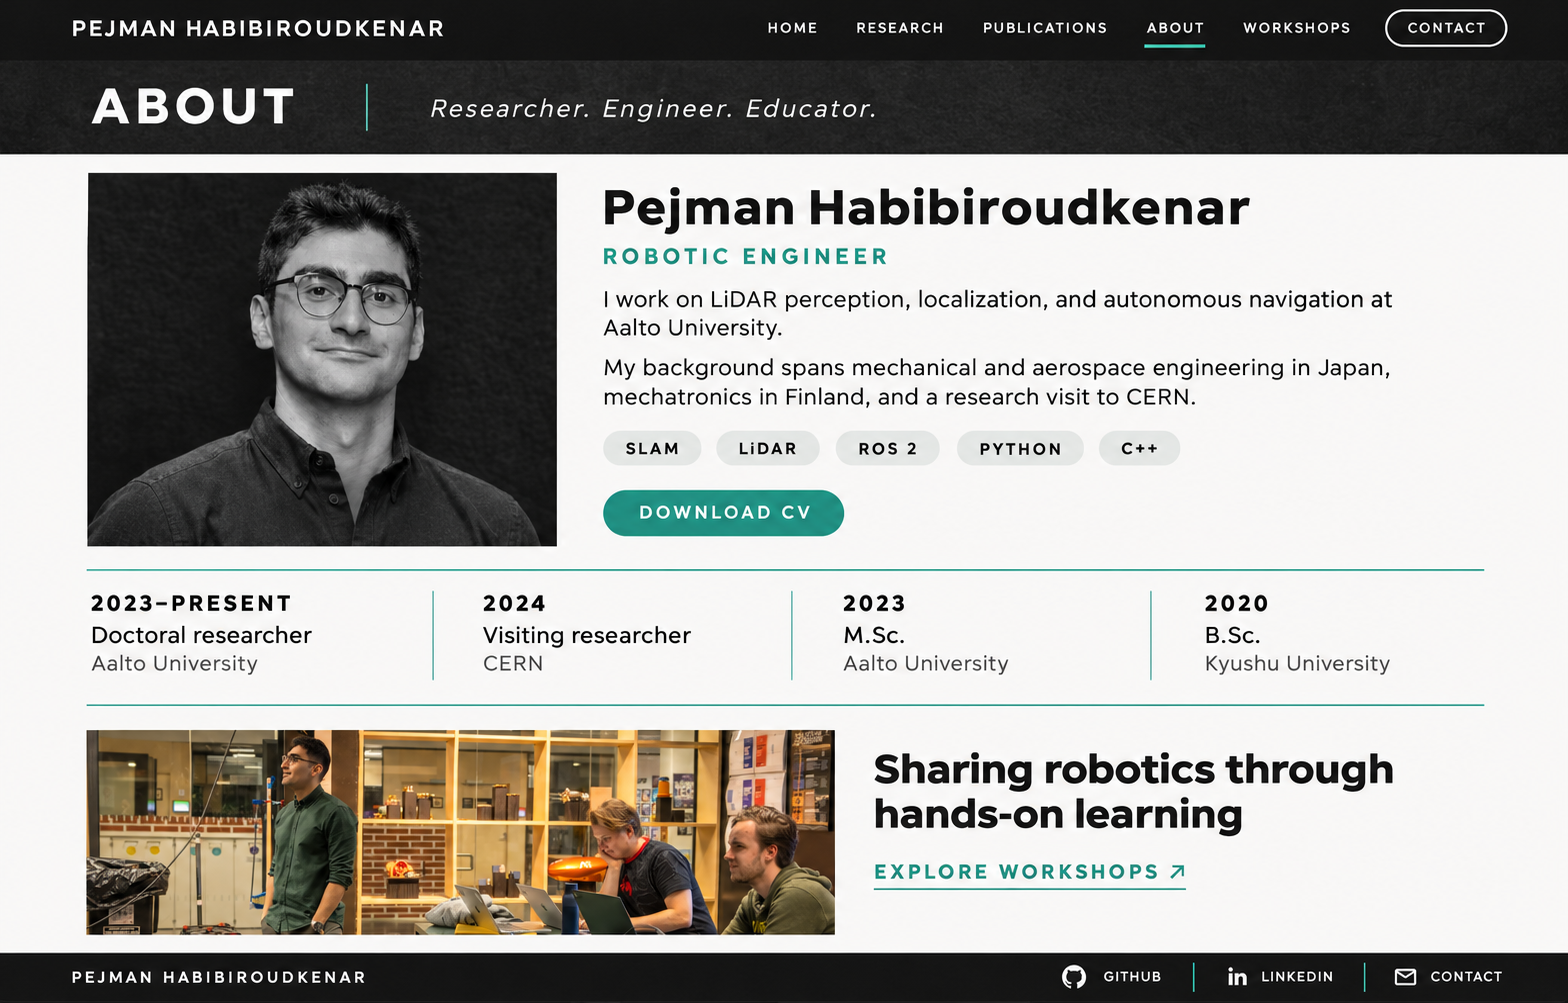 PEJMAN HABIBIROUDKENAR
HOME RESEARCH PUBLICATIONS ABOUT WORKSHOPS CONTACT
ABOUT
Researcher. Engineer. Educator.
Pejman Habibiroudkenar
ROBOTIC ENGINEER
I work on LiDAR perception, localization, and autonomous navigation at
Aalto University.
My background spans mechanical and aerospace engineering in Japan,
mechatronics in Finland, and a research visit to CERN.
SLAM LiDAR ROS 2 PYTHON C++
DOWNLOAD CV
2023–PRESENT
Doctoral researcher
Aalto University
2024
Visiting researcher
CERN
2023
M.Sc.
Aalto University
2020
B.Sc.
Kyushu University
Sharing robotics through
hands-on learning
EXPLORE WORKSHOPS ↗
PEJMAN HABIBIROUDKENAR
GITHUB LINKEDIN CONTACT